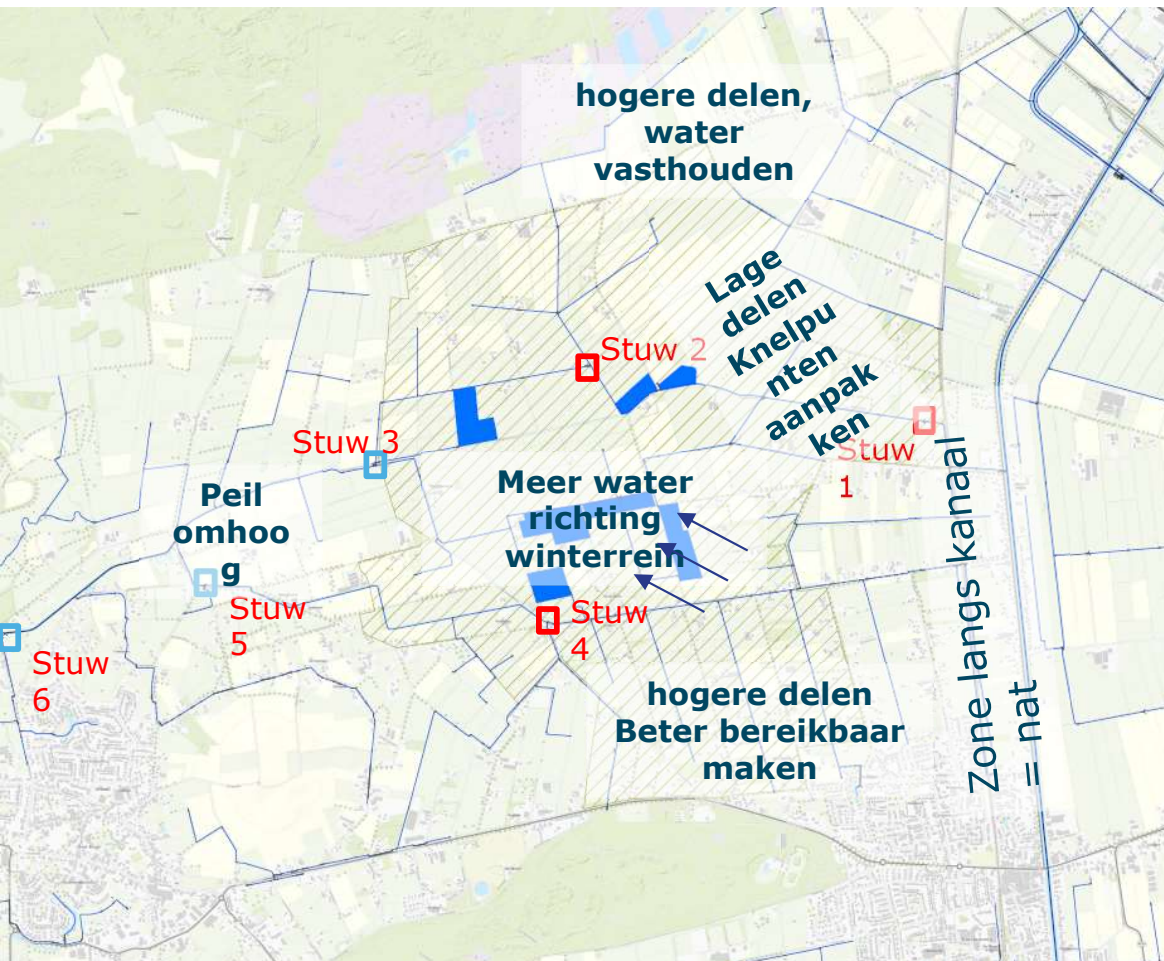 hogere delen,
water
vasthouden
Lage
delen
Knelpu
nten
aanpak
ken
Stuw 2
Stuw 3
Stuw
1
Peil
omhoo
g
Meer water
richting
winterrein
Stuw
5
Stuw
4
Stuw
6
hogere delen
Beter bereikbaar
maken
Zone langs kanaal
= nat